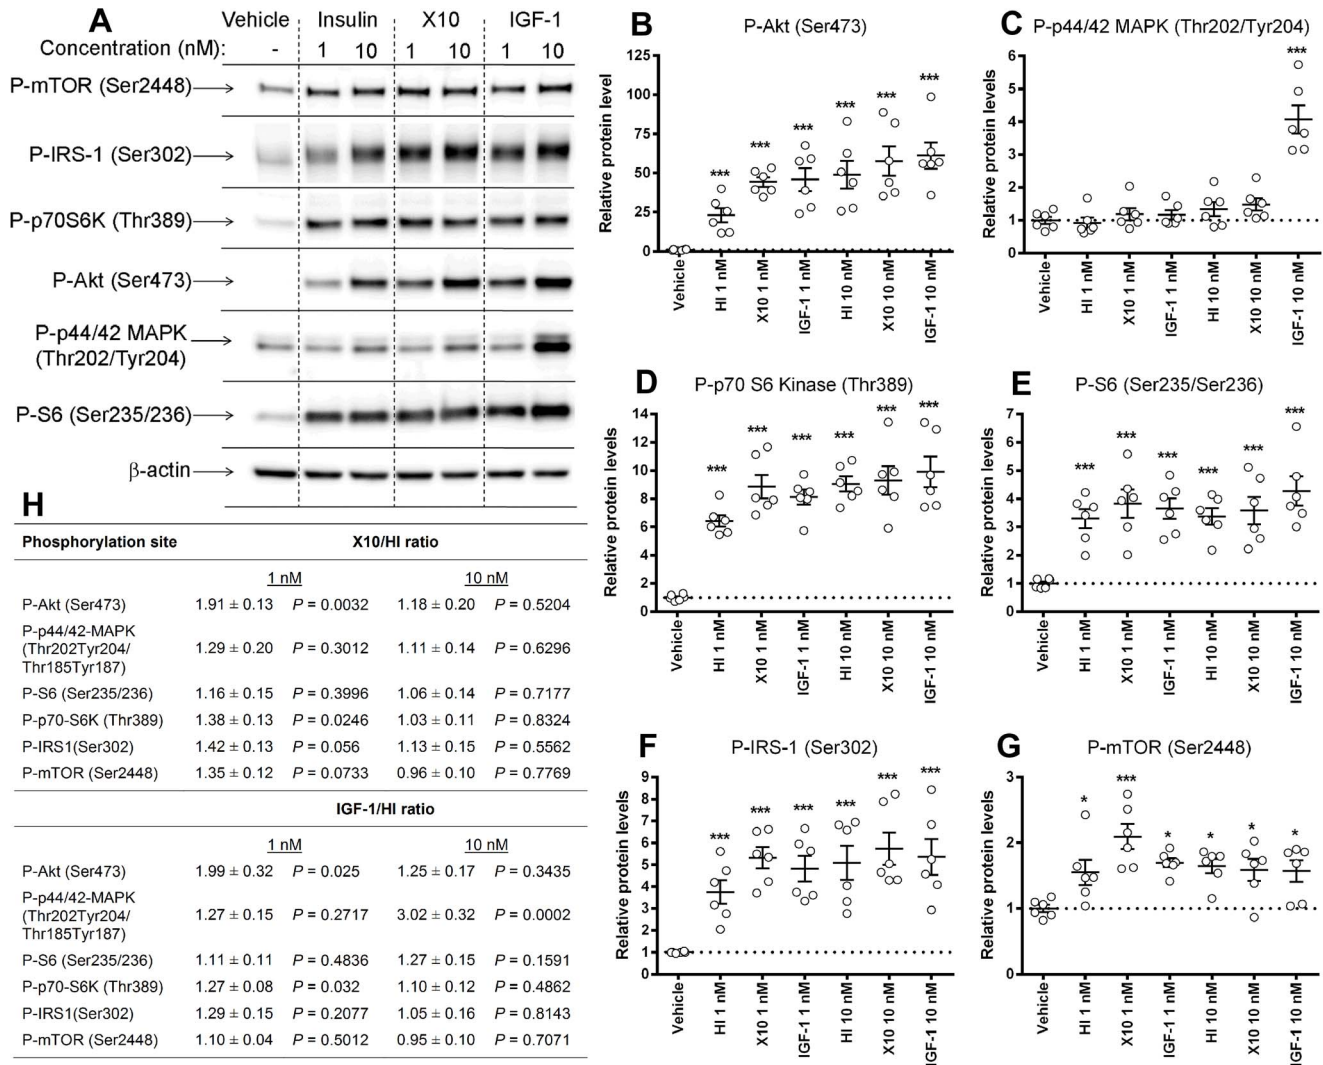 A
Vehicle Insulin X10 IGF-1
Concentration (nM): - 1 10 1 10 1 10
P-mTOR (Ser2448)
P-IRS-1 (Ser302)
P-p70S6K (Thr389)
P-Akt (Ser473)
P-p44/42 MAPK
(Thr202/Tyr204)
P-S6 (Ser235/236)
β-actin
B
P-Akt (Ser473)
Relative protein level
125
100
75
50
25
0
*** *** *** *** *** ***
Vehicle
HI 1 nM
X10 1 nM
IGF-1 1 nM
HI 10 nM
X10 10 nM
IGF-1 10 nM
C
P-p44/42 MAPK (Thr202/Tyr204)
Relative protein level
6
5
4
3
2
1
0
***
Vehicle
HI 1 nM
X10 1 nM
IGF-1 1 nM
HI 10 nM
X10 10 nM
IGF-1 10 nM
D
P-p70 S6 Kinase (Thr389)
Relative protein levels
14
12
10
8
6
4
2
0
*** *** *** *** *** ***
Vehicle
HI 1 nM
X10 1 nM
IGF-1 1 nM
HI 10 nM
X10 10 nM
IGF-1 10 nM
E
P-S6 (Ser235/Ser236)
Relative protein levels
7
6
5
4
3
2
1
0
*** *** *** *** *** ***
Vehicle
HI 1 nM
X10 1 nM
IGF-1 1 nM
HI 10 nM
X10 10 nM
IGF-1 10 nM
F
P-IRS-1 (Ser302)
Relative protein levels
9
8
7
6
5
4
3
2
1
0
*** *** *** *** *** ***
Vehicle
HI 1 nM
X10 1 nM
IGF-1 1 nM
HI 10 nM
X10 10 nM
IGF-1 10 nM
G
P-mTOR (Ser2448)
Relative protein levels
3
2
1
0
* *** * * * *
Vehicle
HI 1 nM
X10 1 nM
IGF-1 1 nM
HI 10 nM
X10 10 nM
IGF-1 10 nM
H
Phosphorylation site X10/HI ratio
1 nM 10 nM
P-Akt (Ser473) 1.91 ± 0.13 P = 0.0032 1.18 ± 0.20 P = 0.5204
P-p44/42-MAPK
(Thr202Tyr204/ 1.29 ± 0.20 P = 0.3012 1.11 ± 0.14 P = 0.6296
Thr185Tyr187)
P-S6 (Ser235/236) 1.16 ± 0.15 P = 0.3996 1.06 ± 0.14 P = 0.7177
P-p70-S6K (Thr389) 1.38 ± 0.13 P = 0.0246 1.03 ± 0.11 P = 0.8324
P-IRS1(Ser302) 1.42 ± 0.13 P = 0.056 1.13 ± 0.15 P = 0.5562
P-mTOR (Ser2448) 1.35 ± 0.12 P = 0.0733 0.96 ± 0.10 P = 0.7769
IGF-1/HI ratio
1 nM 10 nM
P-Akt (Ser473) 1.99 ± 0.32 P = 0.025 1.25 ± 0.17 P = 0.3435
P-p44/42-MAPK
(Thr202Tyr204/ 1.27 ± 0.15 P = 0.2717 3.02 ± 0.32 P = 0.0002
Thr185Tyr187)
P-S6 (Ser235/236) 1.11 ± 0.11 P = 0.4836 1.27 ± 0.15 P = 0.1591
P-p70-S6K (Thr389) 1.27 ± 0.08 P = 0.032 1.10 ± 0.12 P = 0.4862
P-IRS1(Ser302) 1.29 ± 0.15 P = 0.2077 1.05 ± 0.16 P = 0.8143
P-mTOR (Ser2448) 1.10 ± 0.04 P = 0.5012 0.95 ± 0.10 P = 0.7071